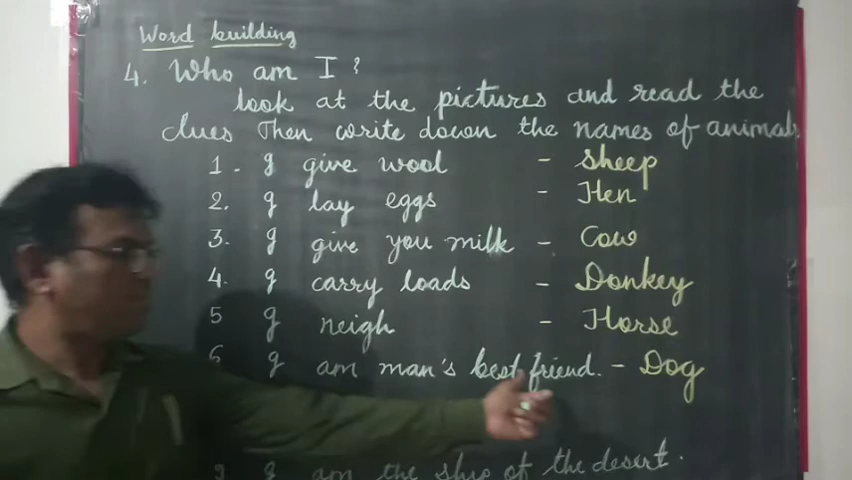 Word building
4. Who am I?
look at the pictures and read the
clues Then write down the names of animals
1. I give wool - Sheep
2. I lay eggs - Hen
3. I give you milk - Cow
4. I carry loads - Donkey
5 I neigh - Horse
6 I am man's best friend. - Dog
I am the ship of the desert.